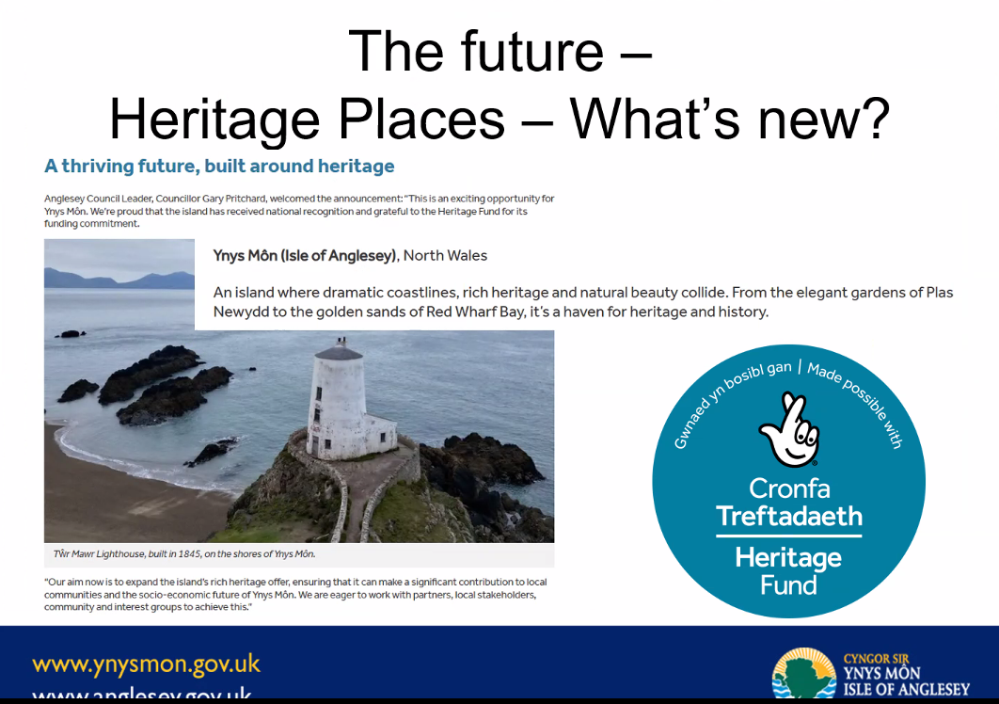 The future –
Heritage Places – What's new?
A thriving future, built around heritage
Anglesey Council Leader, Councillor Gary Pritchard, welcomed the announcement: "This is an exciting opportunity for
Ynys Môn. We're proud that the island has received national recognition and grateful to the Heritage Fund for its
funding commitment.
Ynys Môn (Isle of Anglesey), North Wales
An island where dramatic coastlines, rich heritage and natural beauty collide. From the elegant gardens of Plas
Newydd to the golden sands of Red Wharf Bay, it's a haven for heritage and history.
Tŵr Mawr Lighthouse, built in 1845, on the shores of Ynys Môn.
"Our aim now is to expand the island's rich heritage offer, ensuring that it can make a significant contribution to local
communities and the socio-economic future of Ynys Môn. We are eager to work with partners, local stakeholders,
community and interest groups to achieve this."
Gwnaed yn bosibl gan | Made possible with
Cronfa
Treftadaeth
Heritage
Fund
www.ynysmon.gov.uk
www.anglesey.gov.uk
CYNGOR SIR
YNYS MÔN
ISLE OF ANGLESEY